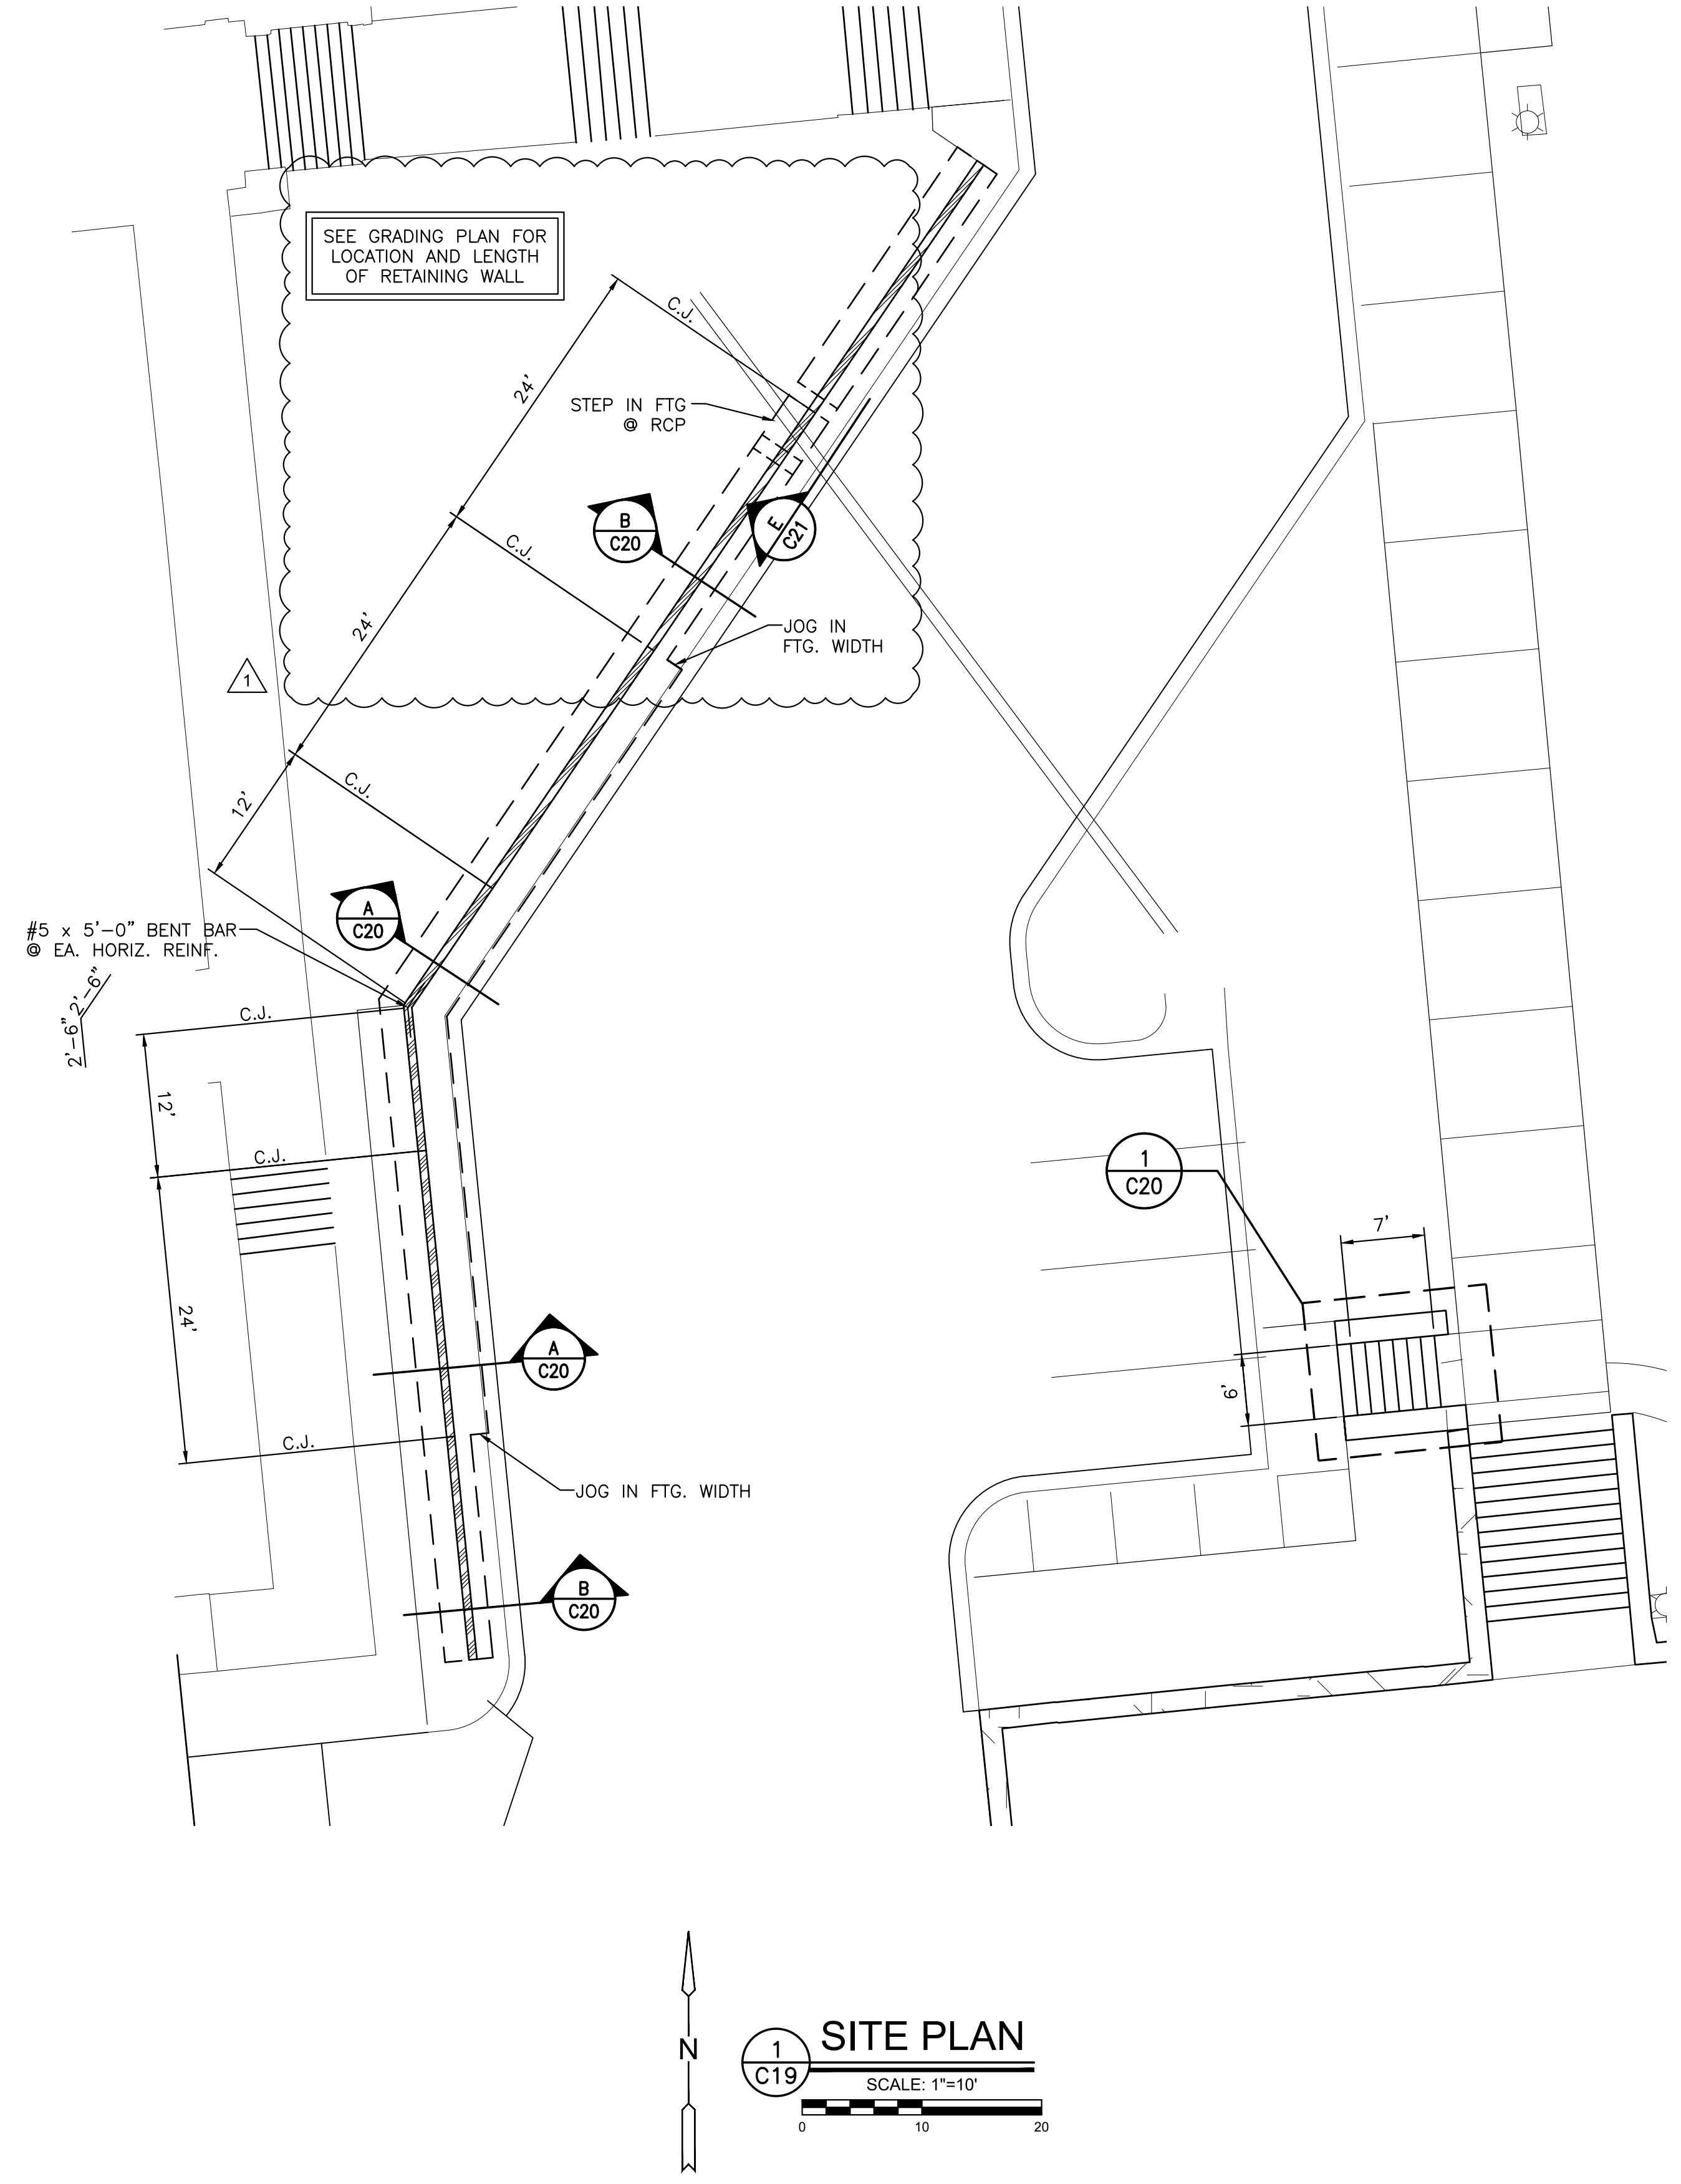 SEE GRADING PLAN FOR
LOCATION AND LENGTH
OF RETAINING WALL
C.J.
24'
STEP IN FTG
@ RCP
B
C20
E
C21
C.J.
24'
JOG IN
FTG. WIDTH
1
C.J.
12'
A
C20
#5 x 5'-0" BENT BAR
@ EA. HORIZ. REINF.
2'-6"
2'-6"
C.J.
12'
C.J.
1
C20
7'
24'
A
C20
6'
C.J.
JOG IN FTG. WIDTH
B
C20
N
1
C19
SITE PLAN
SCALE: 1"=10'
0 10 20